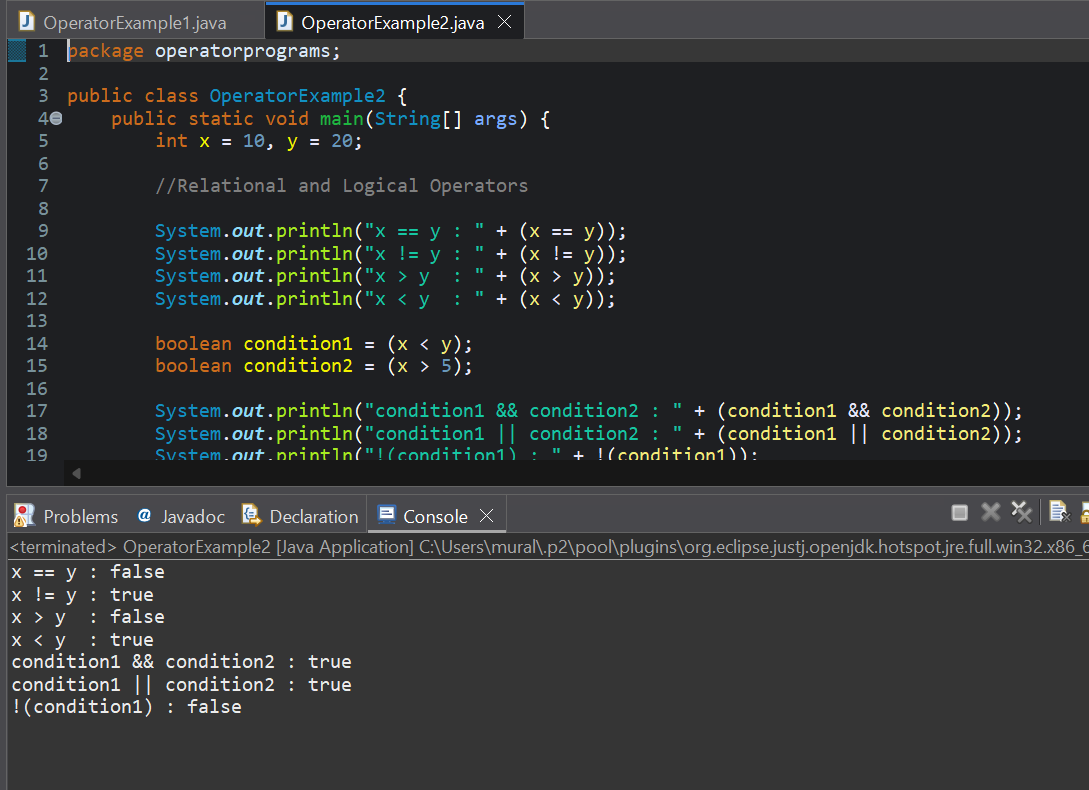 OperatorExample1.java OperatorExample2.java
1 package operatorprograms;
2
3 public class OperatorExample2 {
4 public static void main(String[] args) {
5 int x = 10, y = 20;
6
7 //Relational and Logical Operators
8
9 System.out.println("x == y : " + (x == y));
10 System.out.println("x != y : " + (x != y));
11 System.out.println("x > y  : " + (x > y));
12 System.out.println("x < y  : " + (x < y));
13
14 boolean condition1 = (x < y);
15 boolean condition2 = (x > 5);
16
17 System.out.println("condition1 && condition2 : " + (condition1 && condition2));
18 System.out.println("condition1 || condition2 : " + (condition1 || condition2));
19 System.out.println("!(condition1) : " + !(condition1));
Problems @ Javadoc Declaration Console
<terminated> OperatorExample2 [Java Application] C:\Users\mural\.p2\pool\plugins\org.eclipse.justj.openjdk.hotspot.jre.full.win32.x86_6
x == y : false
x != y : true
x > y  : false
x < y  : true
condition1 && condition2 : true
condition1 || condition2 : true
!(condition1) : false